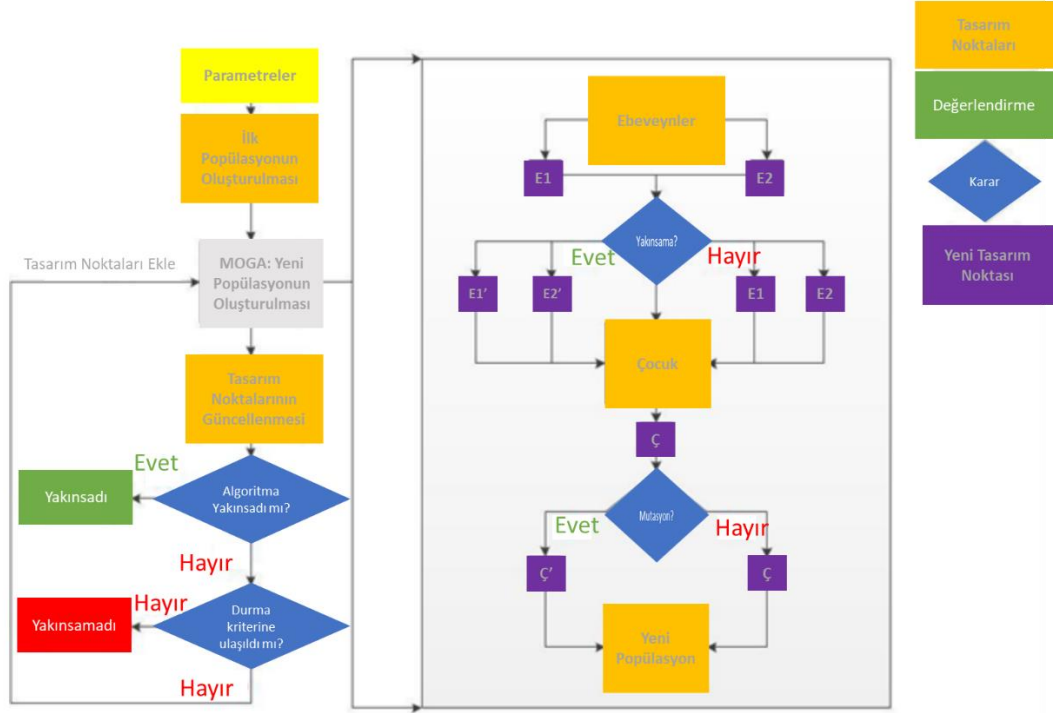 Parametreler
İlk
Popülasyonun
Oluşturulması
Tasarım Noktaları Ekle
MOGA: Yeni
Popülasyonun
Oluşturulması
Tasarım
Noktalarının
Güncellenmesi
Evet
Yakınsadı
Algoritma
Yakınsadı mı?
Hayır
Hayır
Yakınsamadı
Durma
kriterine
ulaşıldı mı?
Hayır
Ebeveynler
E1
E2
Yakınsama?
Evet
Hayır
E1'
E2'
E1
E2
Çocuk
Ç
Mutasyon?
Evet
Hayır
Ç'
Ç
Yeni
Popülasyon
Tasarım
Noktaları
Değerlendirme
Karar
Yeni Tasarım
Noktası